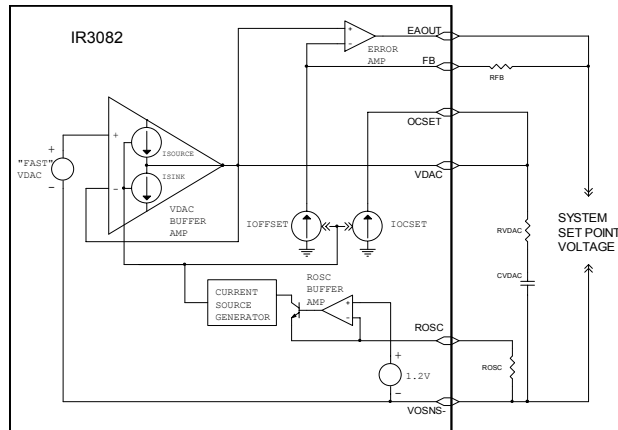 IR3082
EAOUT
+
-
ERROR
AMP
FB
RFB
OCSET
+
ISOURCE
+
"FAST"
VDAC
-
-
ISINK
VDAC
BUFFER
AMP
VDAC
IOFFSET
IOCSET
RVDAC
CVDAC
SYSTEM
SET POINT
VOLTAGE
CURRENT
SOURCE
GENERATOR
ROSC
BUFFER
AMP
+
-
ROSC
+
1.2V
-
ROSC
VOSNS-